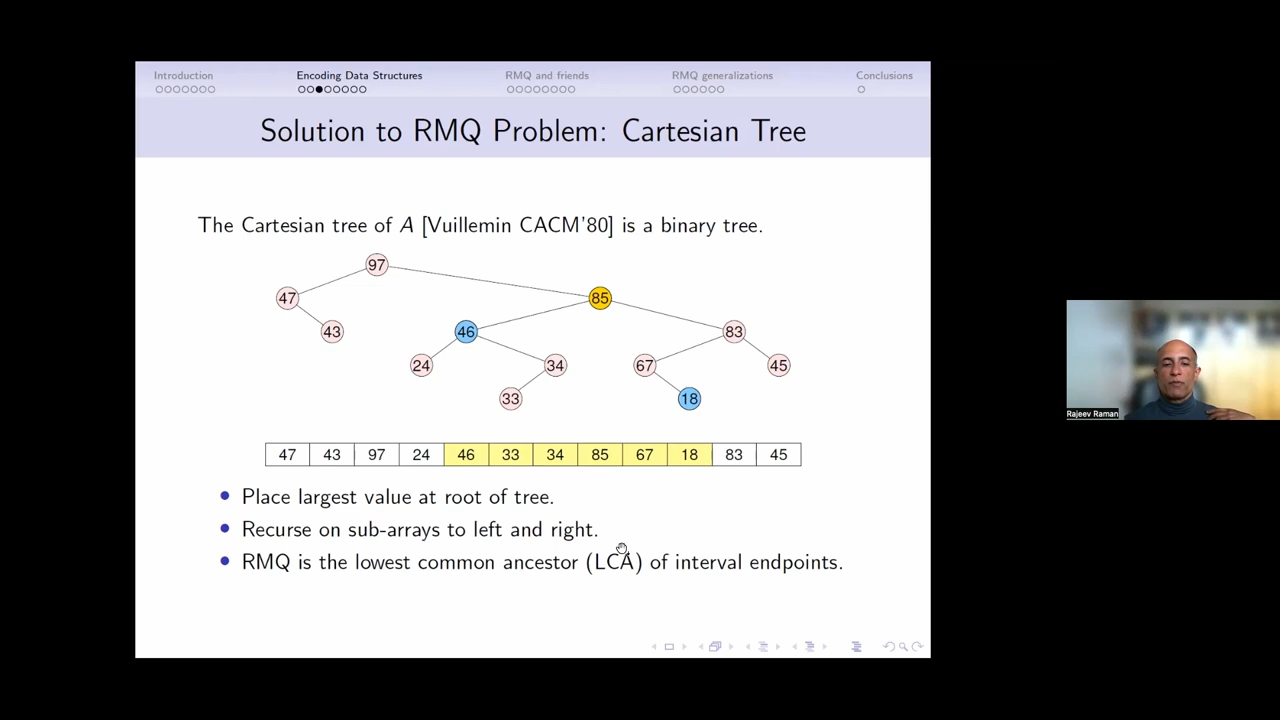 Introduction Encoding Data Structures RMQ and friends RMQ generalizations Conclusions
Solution to RMQ Problem: Cartesian Tree
The Cartesian tree of A [Vuillemin CACM'80] is a binary tree.
97
47 85
43 46 83
24 34 67 45
33 18
47 43 97 24 46 33 34 85 67 18 83 45
• Place largest value at root of tree.
• Recurse on sub-arrays to left and right.
• RMQ is the lowest common ancestor (LCA) of interval endpoints.
Rajeev Raman